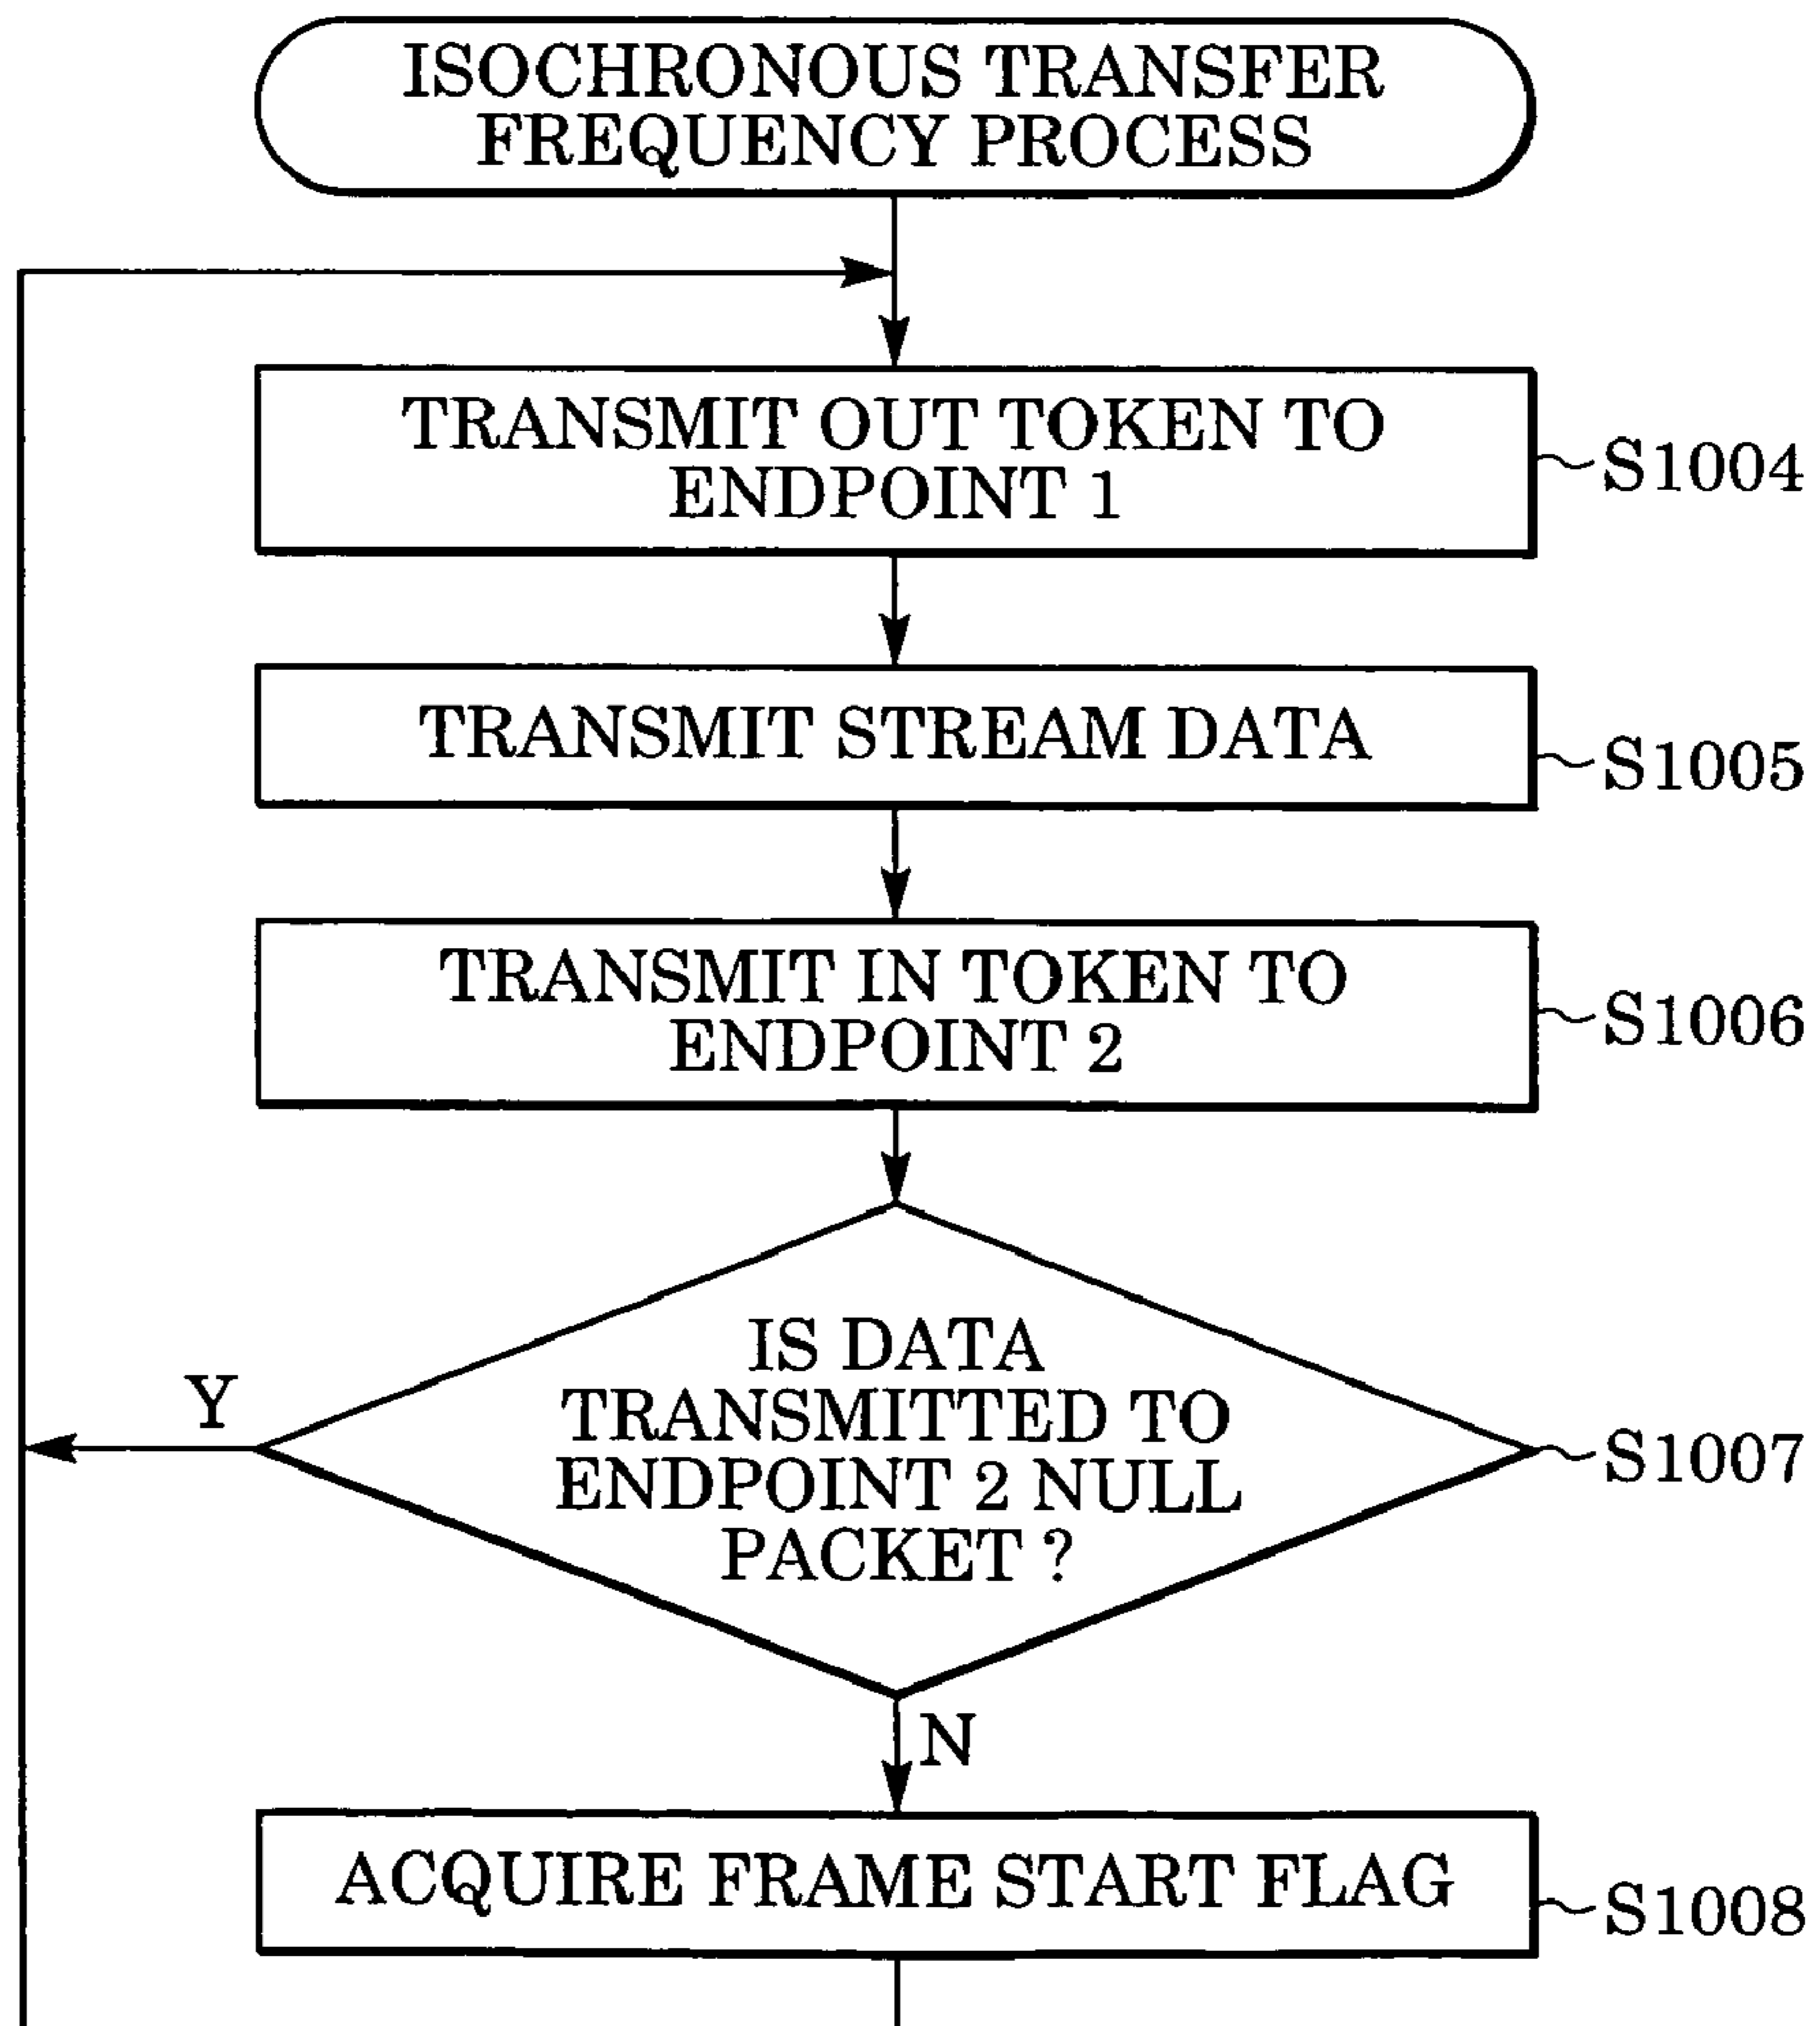 ISOCHRONOUS TRANSFER
FREQUENCY PROCESS
TRANSMIT OUT TOKEN TO
ENDPOINT 1
S1004
TRANSMIT STREAM DATA
S1005
TRANSMIT IN TOKEN TO
ENDPOINT 2
S1006
IS DATA
TRANSMITTED TO
ENDPOINT 2 NULL
PACKET ?
Y
S1007
N
ACQUIRE FRAME START FLAG
S1008